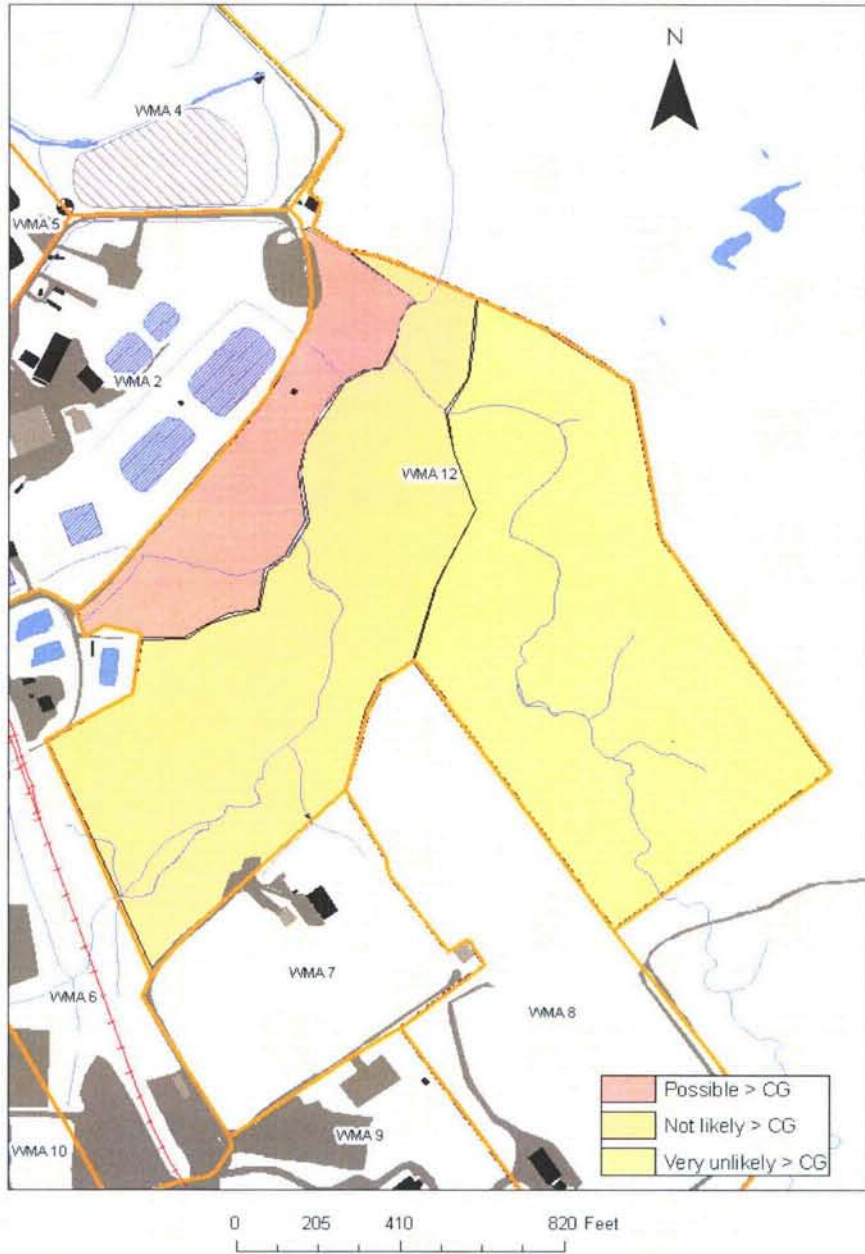 N
WMA 4
WMA 5
WMA 2
WMA 12
WMA 7
WMA 6
WMA 8
WMA 9
WMA 10
Possible > CG
Not likely > CG
Very unlikely > CG
0 205 410 820 Feet